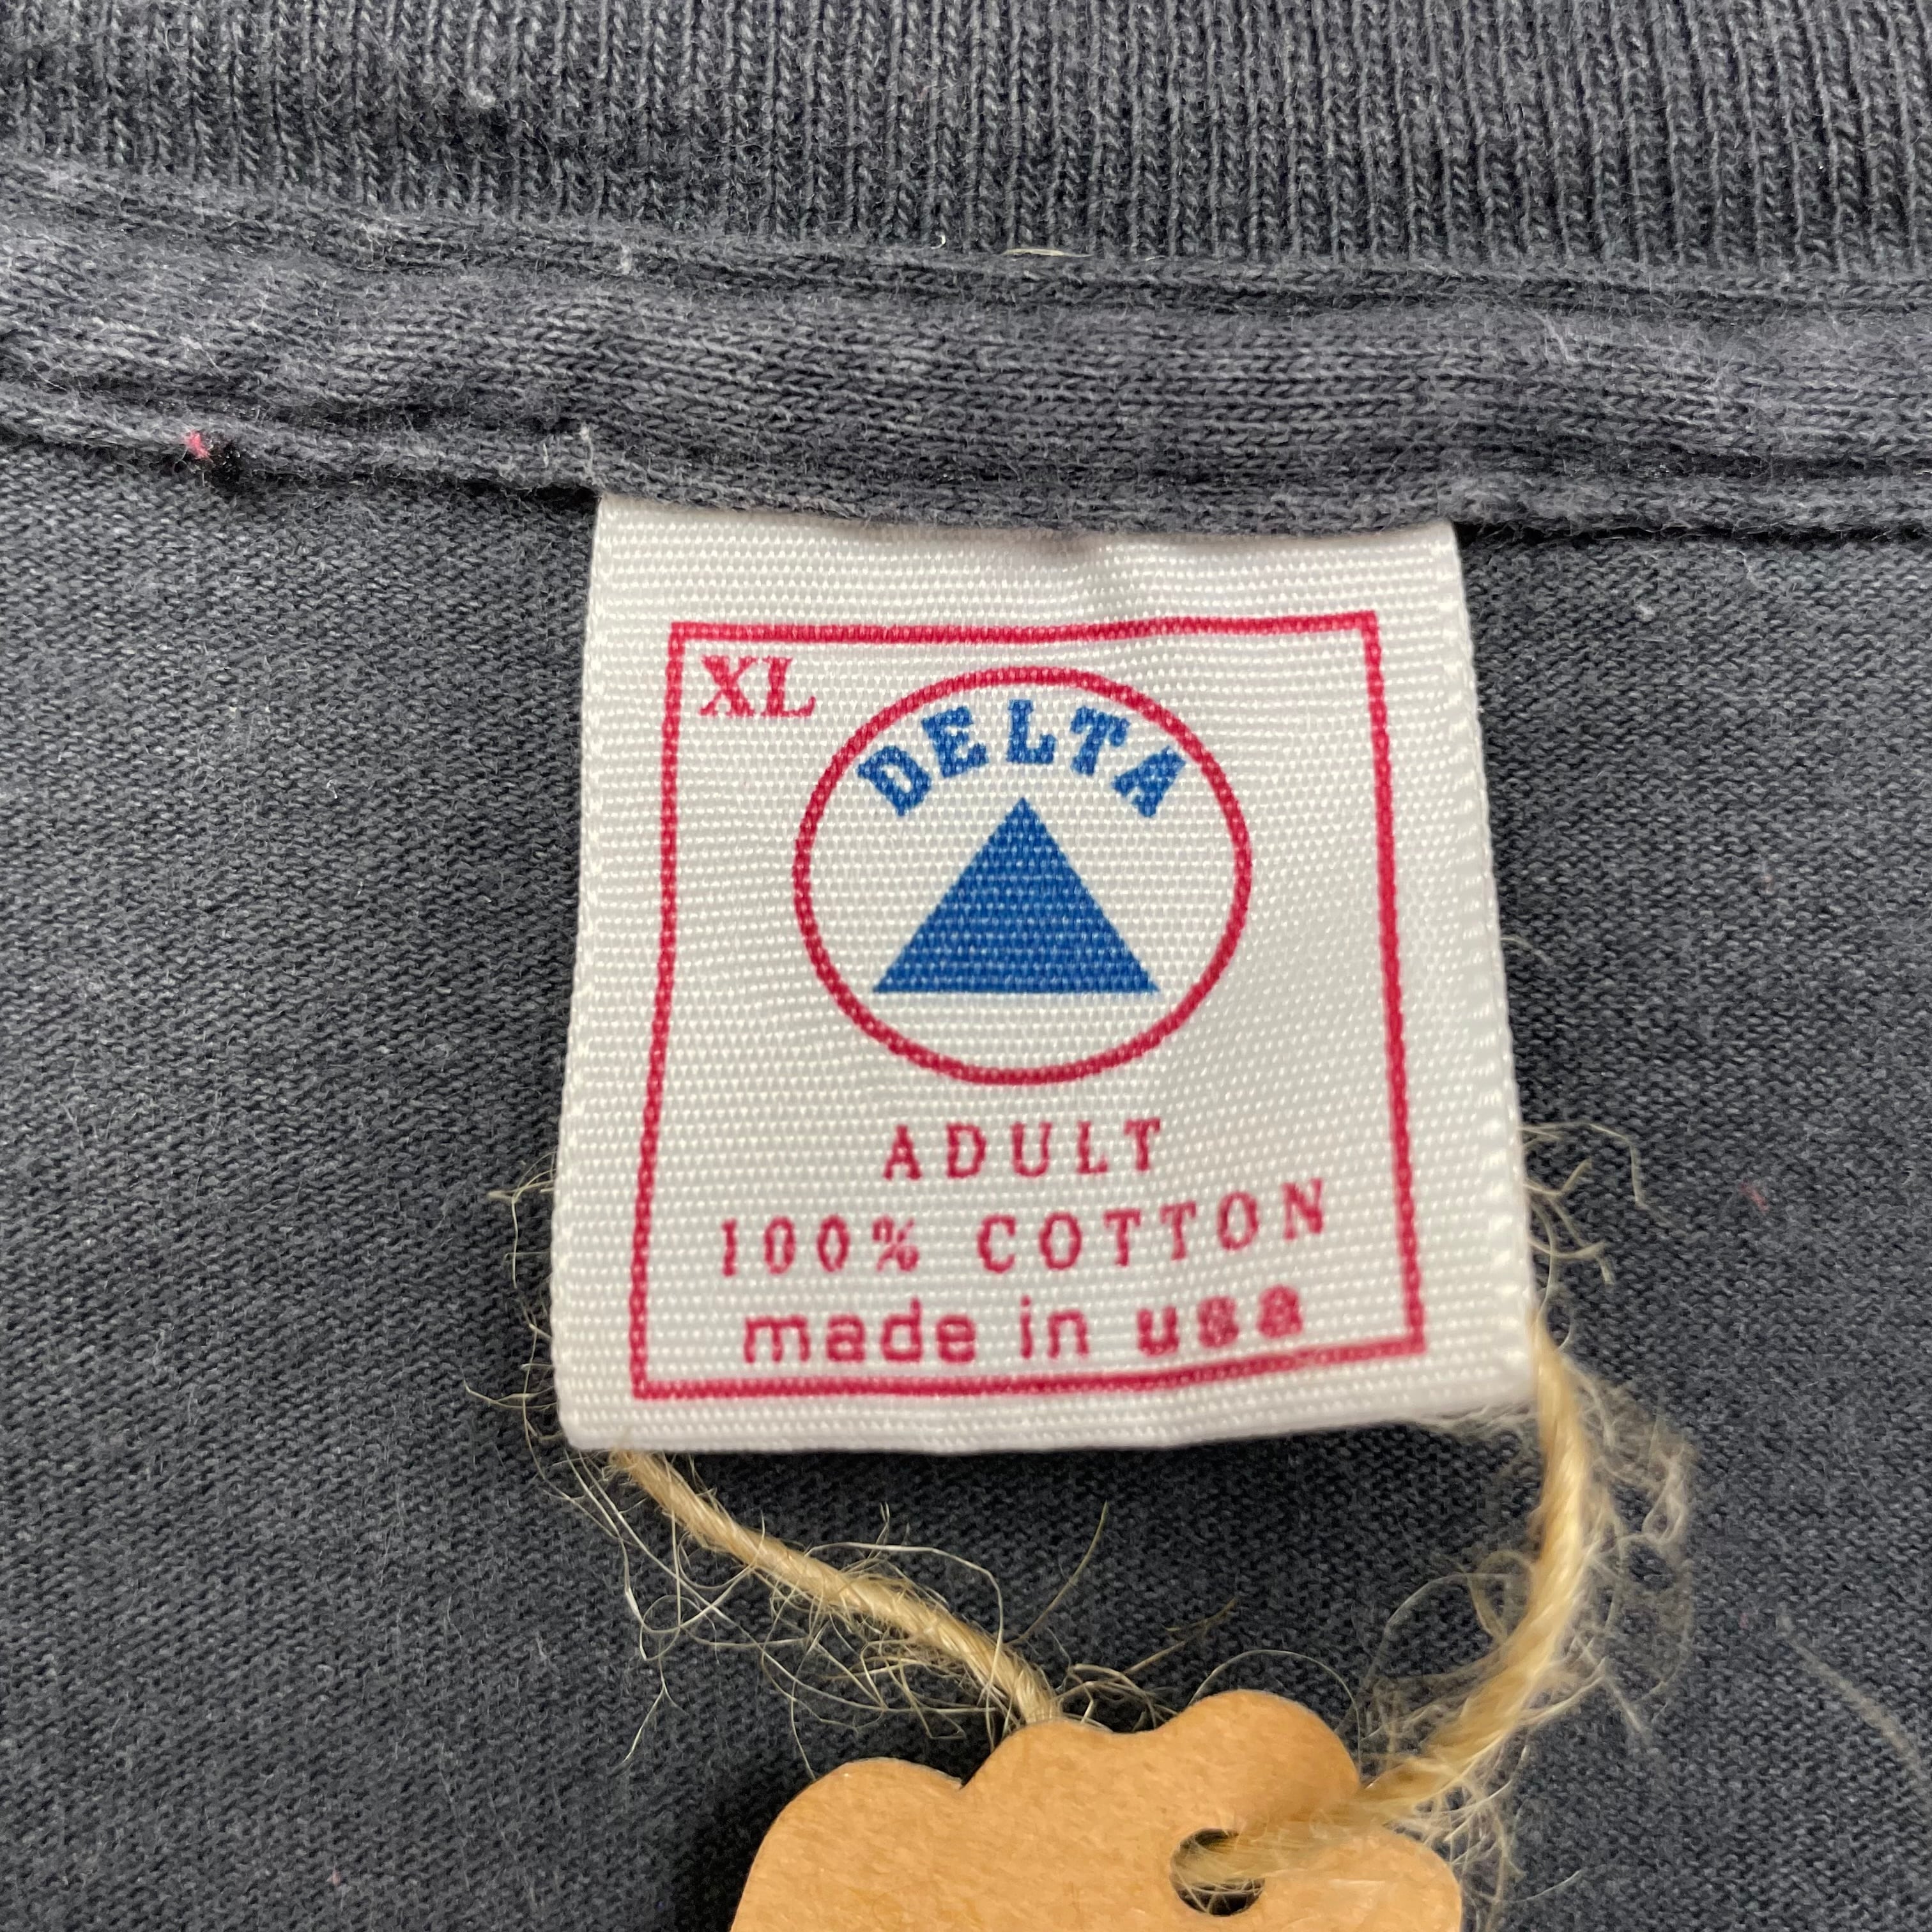 XL
DELTA
ADULT
100% COTTON
made in usa